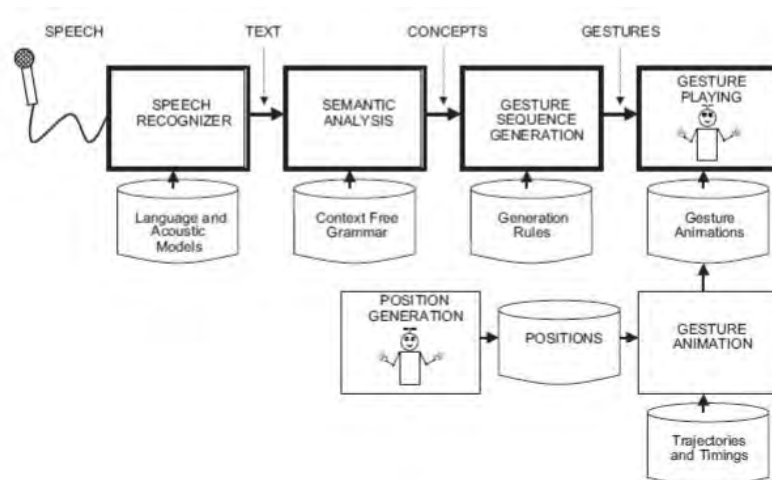 SPEECH
TEXT
CONCEPTS
GESTURES
SPEECH
RECOGNIZER
SEMANTIC
ANALYSIS
GESTURE
SEQUENCE
GENERATION
GESTURE
PLAYING
Language and
Acoustic
Models
Context Free
Grammar
Generation
Rules
Gesture
Animations
POSITION
GENERATION
POSITIONS
GESTURE
ANIMATION
Trajectories
and Timings